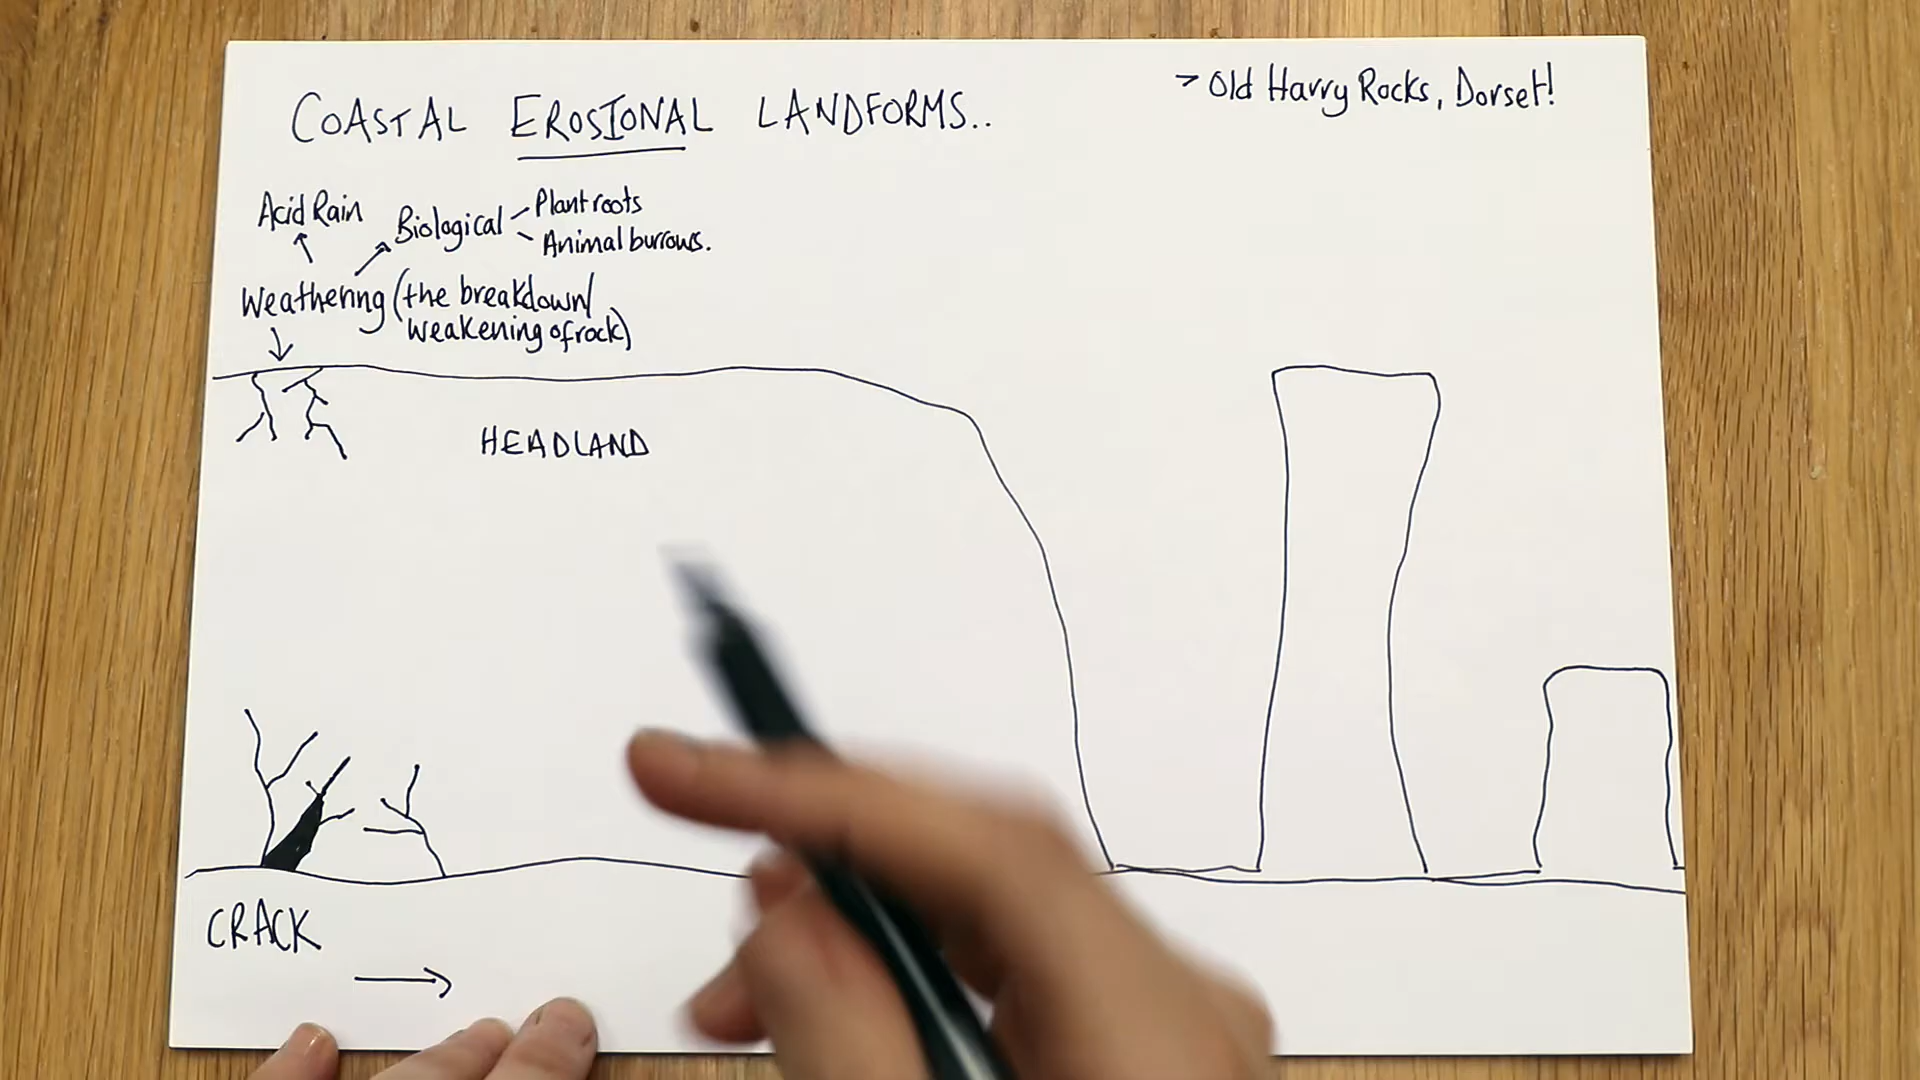 COASTAL EROSIONAL LANDFORMS..
> Old Harry Rocks, Dorset!
Acid Rain
Biological
Plant roots
Animal burrows.
Weathering (the breakdown/
weakening of rock)
HEADLAND
CRACK